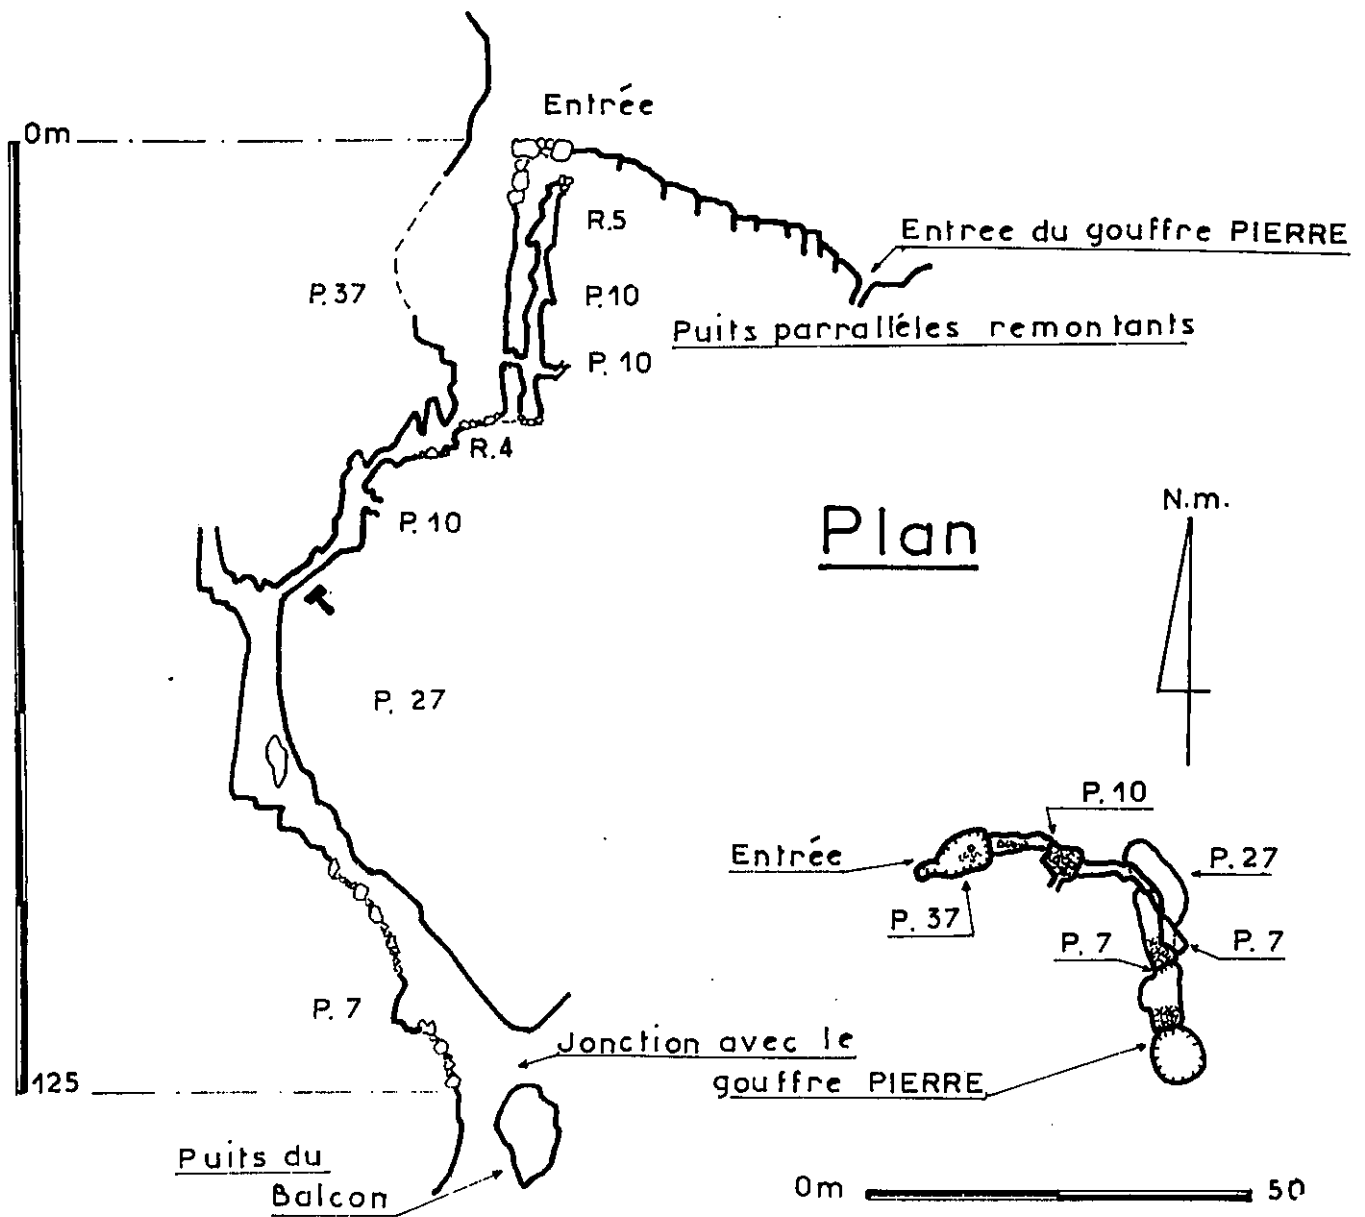 Entrée
0m
R.5
Entree du gouffre PIERRE
P.37
P.10
Puits parralléles remontants
P.10
R.4
P.10
Plan
N.m.
P. 27
P.10
Entrée
P.27
P. 37
P. 7
P. 7
P. 7
Jonction avec le
gouffre PIERRE
125
Puits du
Balcon
0m
50